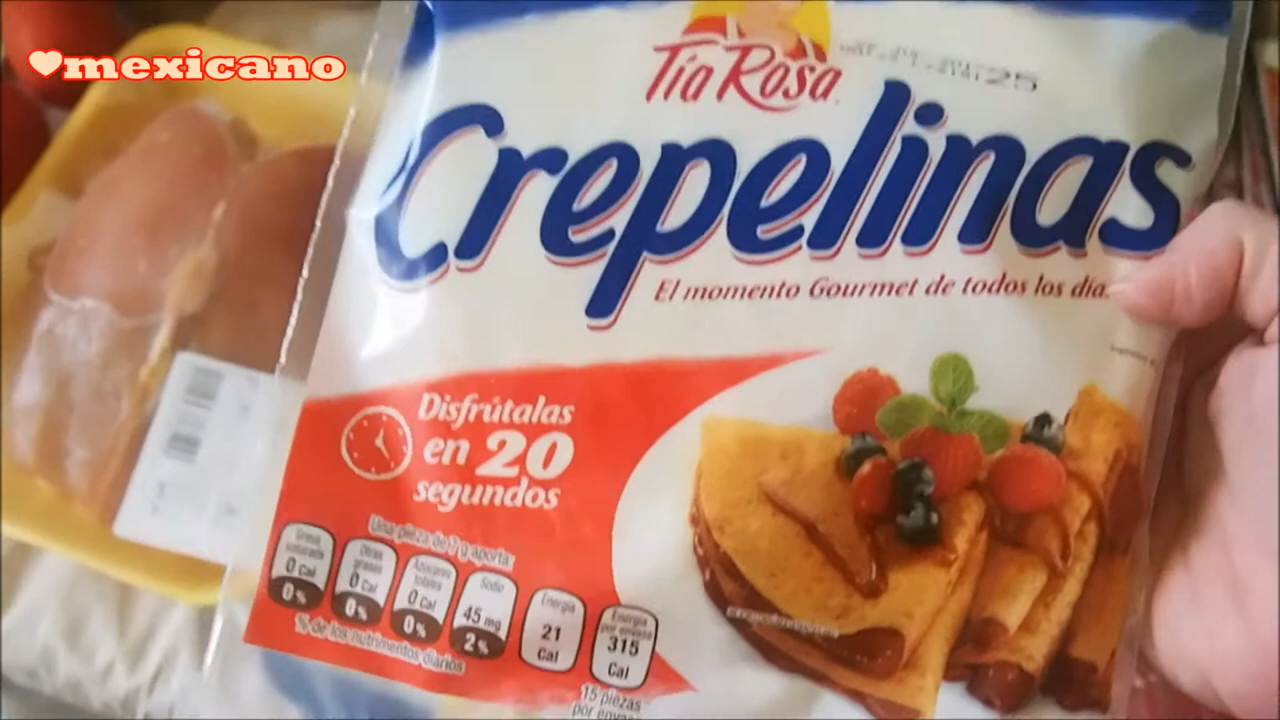 mexicano
Tía Rosa
25
Crepelinas
El momento Gourmet de todos los días
Disfrútalas
en 20
segundos
Una pieza de 7 g aporta:
Grasa saturada 0 Cal 0%
Otras grasas 0 Cal 0%
Azúcares totales 0 Cal 0%
Sodio 45 mg 2%
Energía 21 Cal
Energía por envase 315 Cal
% de los nutrimentos diarios
15 piezas
por envase